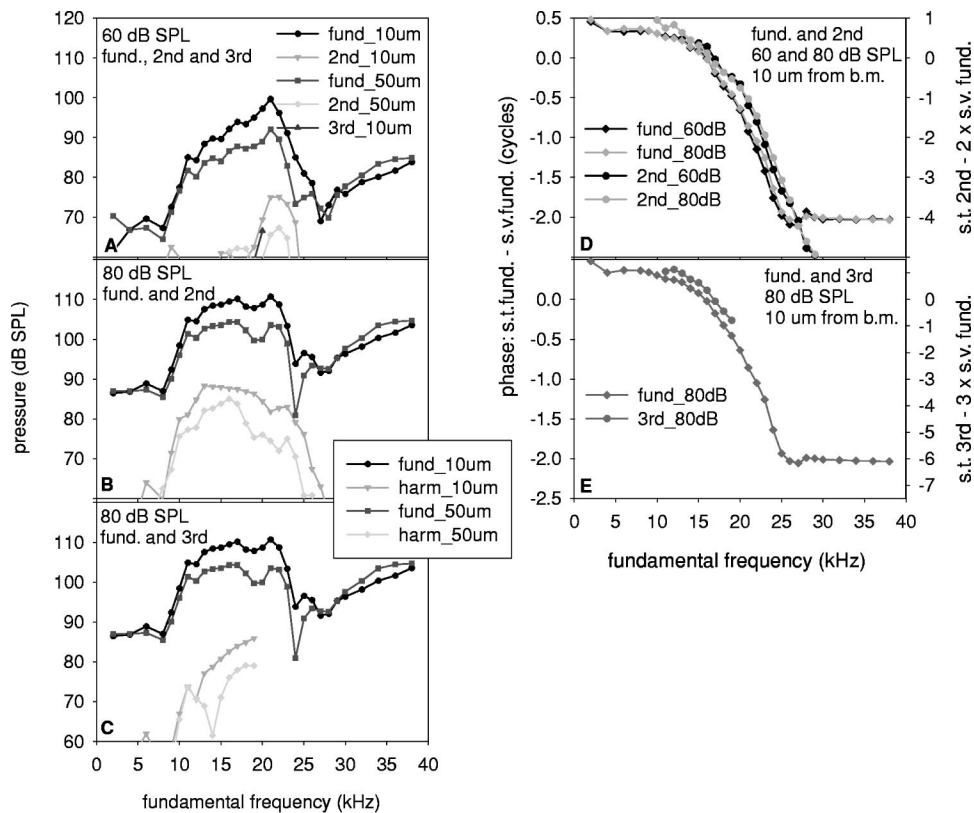 60 dB SPL
fund., 2nd and 3rd
fund_10um
2nd_10um
fund_50um
2nd_50um
3rd_10um
120
110
100
90
80
70
A
80 dB SPL
fund. and 2nd
110
100
90
80
70
B
pressure (dB SPL)
fund_10um
harm_10um
fund_50um
harm_50um
80 dB SPL
fund. and 3rd
110
100
90
80
70
60
C
0 5 10 15 20 25 30 35 40
fundamental frequency (kHz)
fund. and 2nd
60 and 80 dB SPL
10 um from b.m.
fund_60dB
fund_80dB
2nd_60dB
2nd_80dB
0.5
0.0
-0.5
-1.0
-1.5
-2.0
D
1
0
-1
-2
-3
-4
phase: s.t.fund. - s.v.fund. (cycles)
s.t. 2nd - 2 x s.v. fund.
fund. and 3rd
80 dB SPL
10 um from b.m.
fund_80dB
3rd_80dB
0.0
-0.5
-1.0
-1.5
-2.0
-2.5
E
1
0
-1
-2
-3
-4
-5
-6
-7
s.t. 3rd - 3 x s.v. fund.
0 5 10 15 20 25 30 35 40
fundamental frequency (kHz)